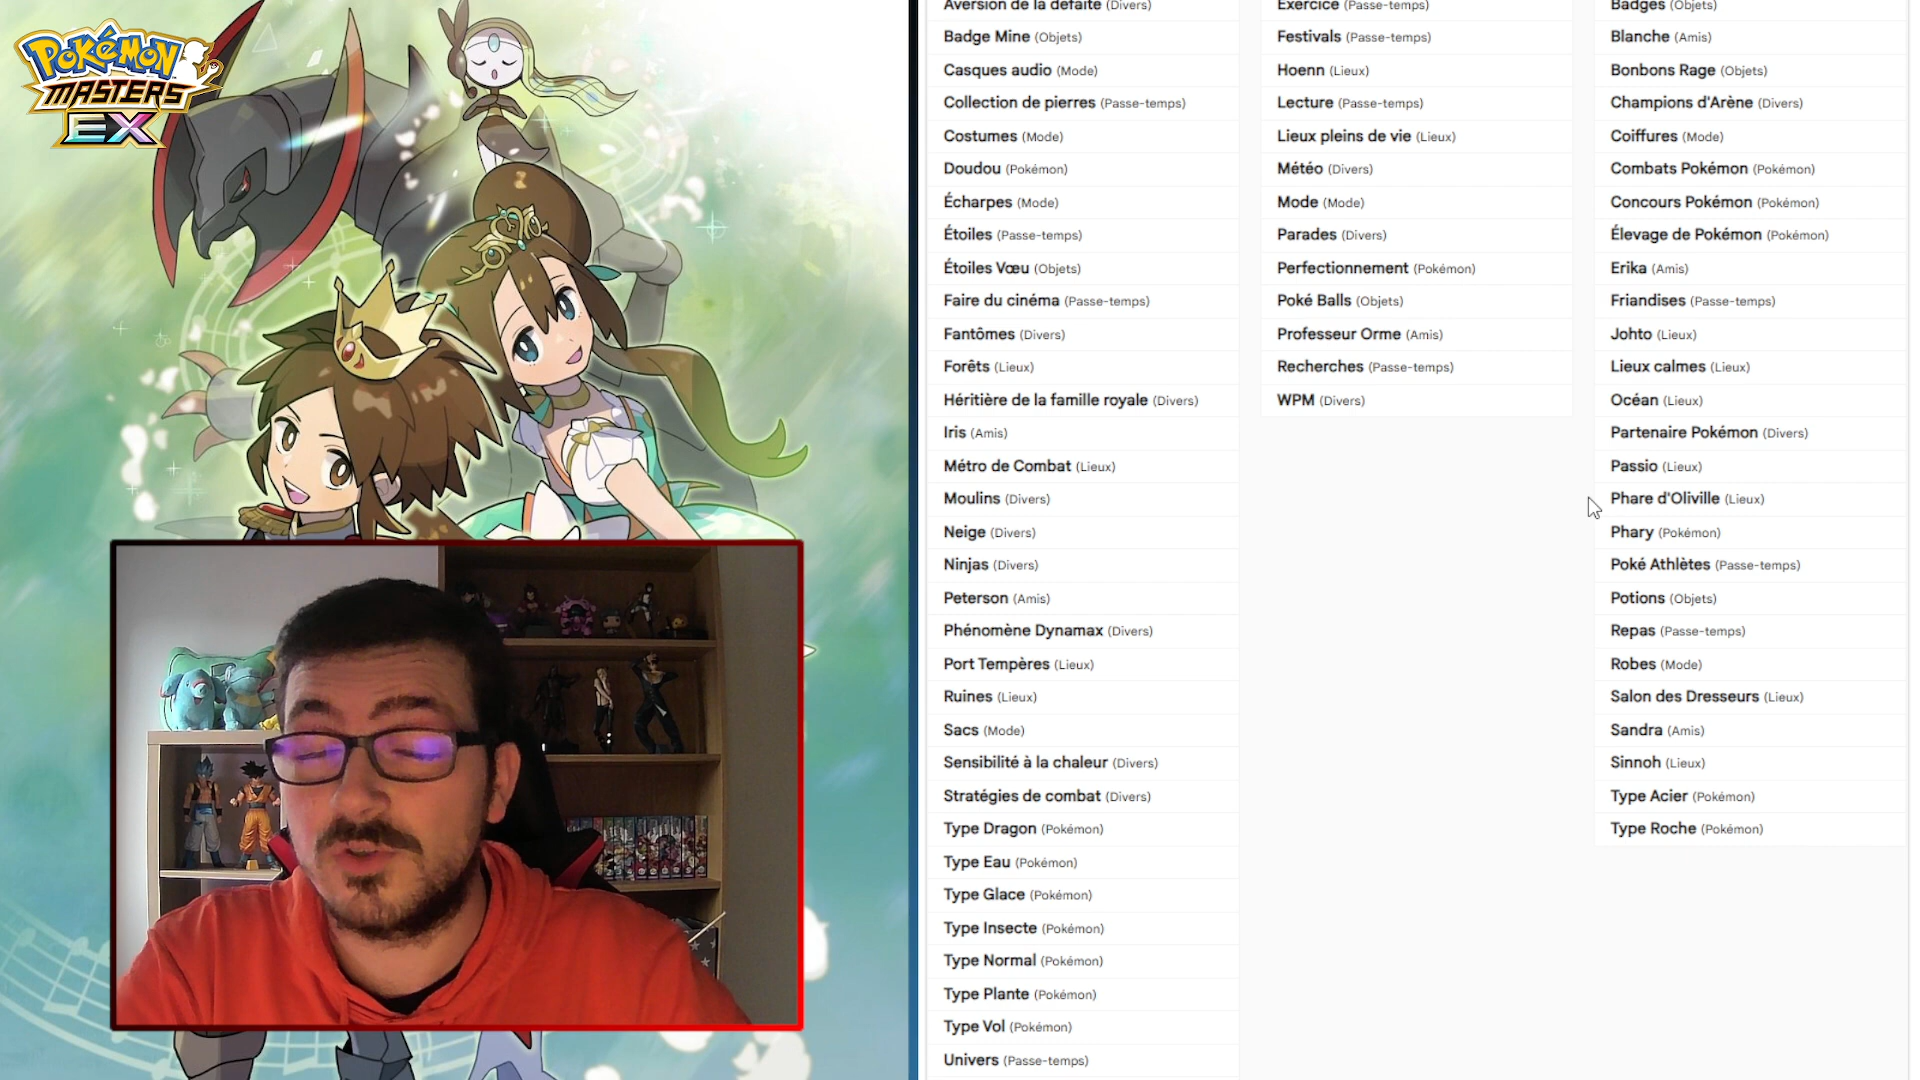 POKÉMON
MASTERS
EX
Aversion de la défaite (Divers)
Badge Mine (Objets)
Casques audio (Mode)
Collection de pierres (Passe-temps)
Costumes (Mode)
Doudou (Pokémon)
Écharpes (Mode)
Étoiles (Passe-temps)
Étoiles Vœu (Objets)
Faire du cinéma (Passe-temps)
Fantômes (Divers)
Forêts (Lieux)
Héritière de la famille royale (Divers)
Iris (Amis)
Métro de Combat (Lieux)
Moulins (Divers)
Neige (Divers)
Ninjas (Divers)
Peterson (Amis)
Phénomène Dynamax (Divers)
Port Tempères (Lieux)
Ruines (Lieux)
Sacs (Mode)
Sensibilité à la chaleur (Divers)
Stratégies de combat (Divers)
Type Dragon (Pokémon)
Type Eau (Pokémon)
Type Glace (Pokémon)
Type Insecte (Pokémon)
Type Normal (Pokémon)
Type Plante (Pokémon)
Type Vol (Pokémon)
Univers (Passe-temps)
Exercice (Passe-temps)
Festivals (Passe-temps)
Hoenn (Lieux)
Lecture (Passe-temps)
Lieux pleins de vie (Lieux)
Météo (Divers)
Mode (Mode)
Parades (Divers)
Perfectionnement (Pokémon)
Poké Balls (Objets)
Professeur Orme (Amis)
Recherches (Passe-temps)
WPM (Divers)
Badges (Objets)
Blanche (Amis)
Bonbons Rage (Objets)
Champions d'Arène (Divers)
Coiffures (Mode)
Combats Pokémon (Pokémon)
Concours Pokémon (Pokémon)
Élevage de Pokémon (Pokémon)
Erika (Amis)
Friandises (Passe-temps)
Johto (Lieux)
Lieux calmes (Lieux)
Océan (Lieux)
Partenaire Pokémon (Divers)
Passio (Lieux)
Phare d'Oliville (Lieux)
Phary (Pokémon)
Poké Athlètes (Passe-temps)
Potions (Objets)
Repas (Passe-temps)
Robes (Mode)
Salon des Dresseurs (Lieux)
Sandra (Amis)
Sinnoh (Lieux)
Type Acier (Pokémon)
Type Roche (Pokémon)